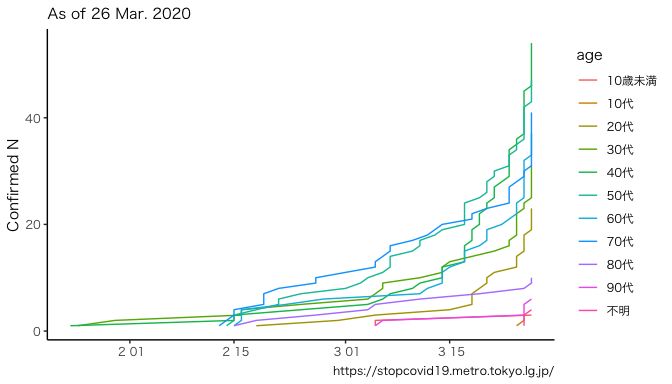 As of 26 Mar. 2020
Confirmed N
40
20
0
2 01
2 15
3 01
3 15
age
10歳未満
10代
20代
30代
40代
50代
60代
70代
80代
90代
不明
https://stopcovid19.metro.tokyo.lg.jp/